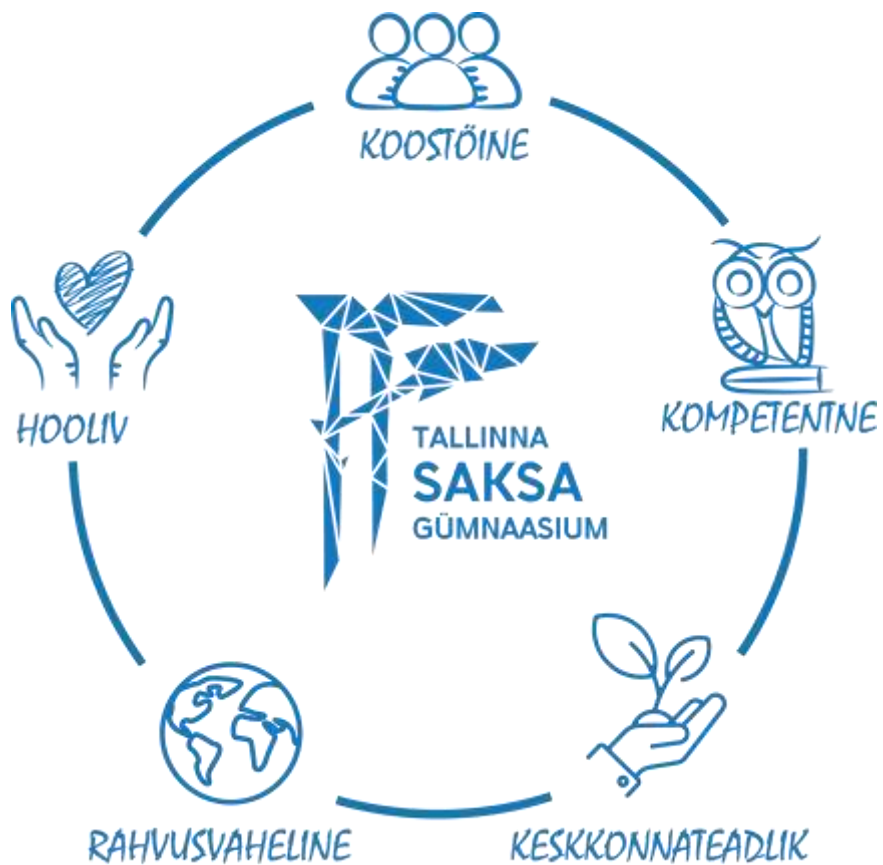 KOOSTÖINE
HOOLIV
KOMPETENTNE
TALLINNA
SAKSA
GÜMNAASIUM
RAHVUSVAHELINE
KESKKONNATEADLIK